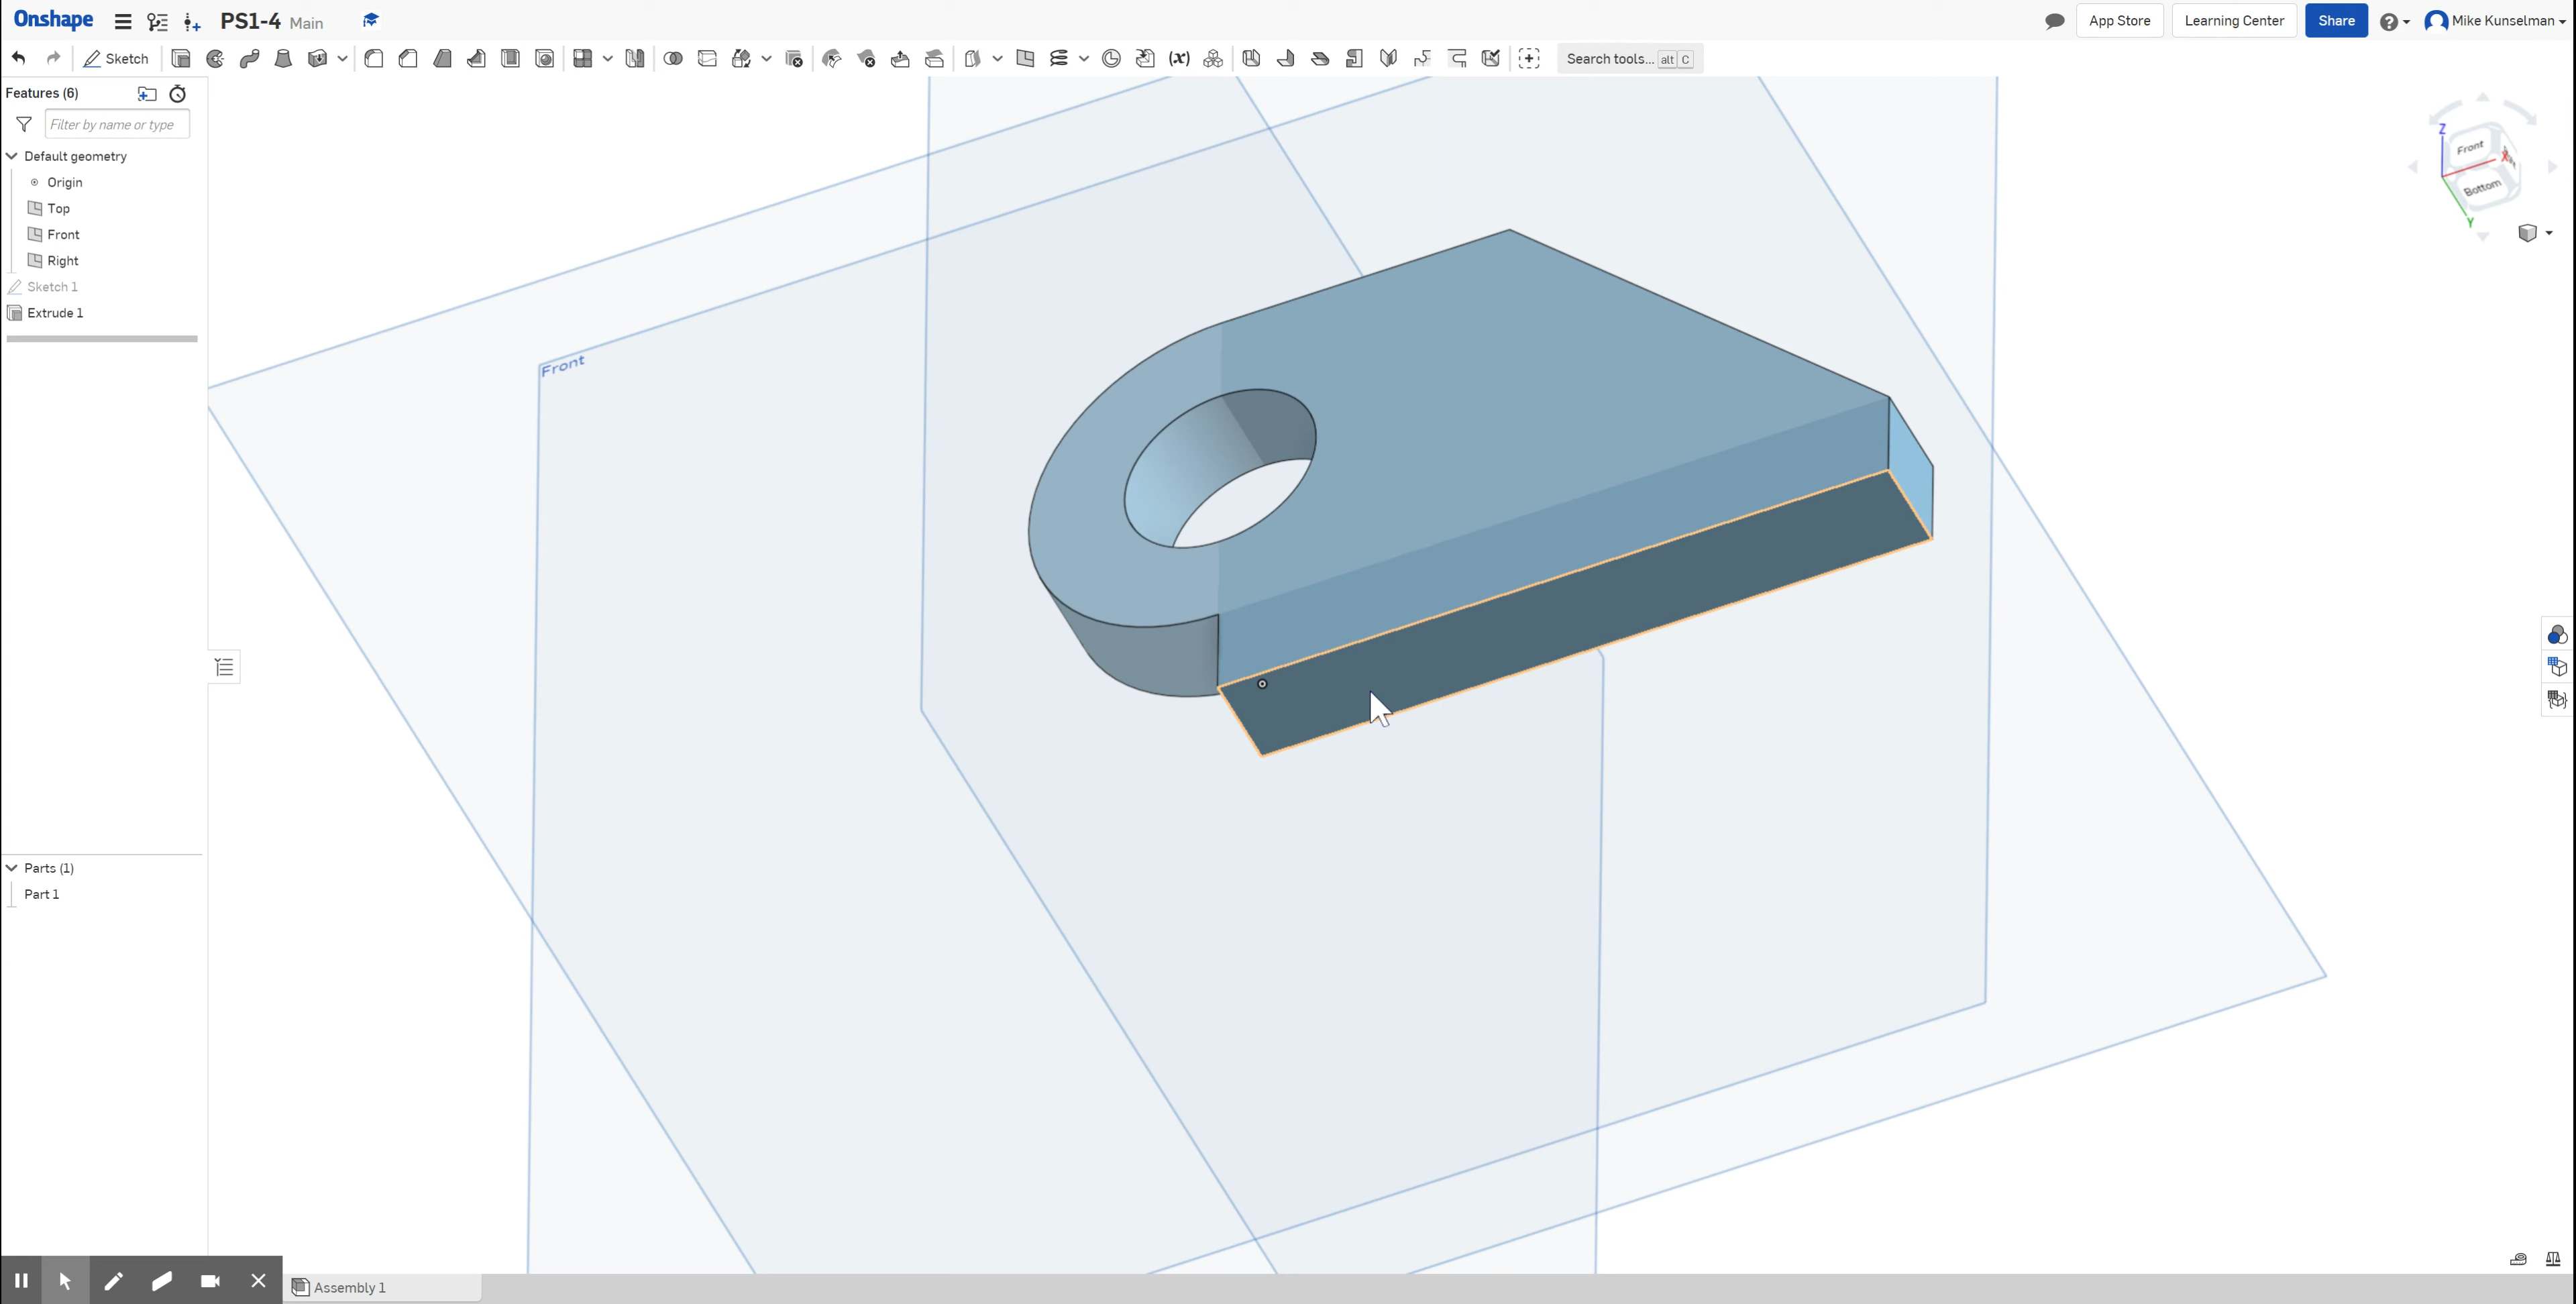 Onshape PS1-4 Main App Store Learning Center Share Mike Kunselman
Sketch (x) Search tools... alt C
Features (6)
Filter by name or type
Default geometry
Origin
Top
Front
Right
Sketch 1
Extrude 1
Front
Z
Front
X
Bottom
Y
Parts (1)
Part 1
Assembly 1